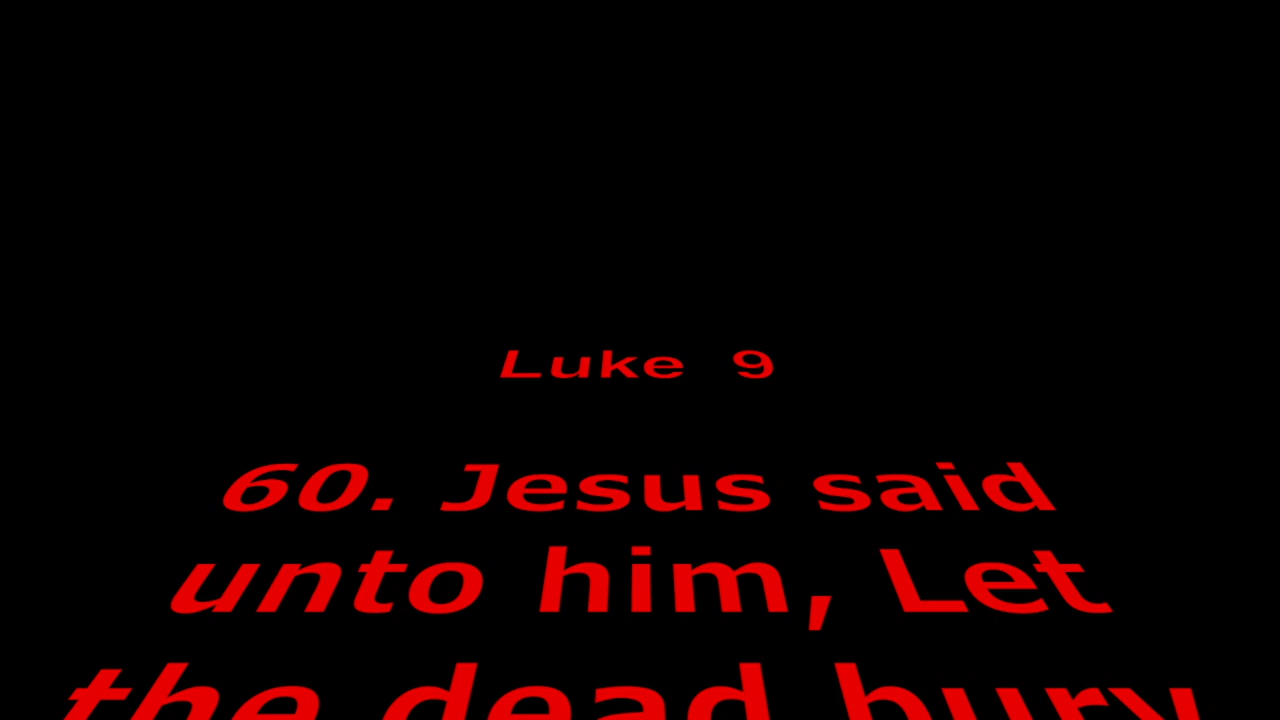 Luke 9
60. Jesus said
unto him, Let
the dead bury